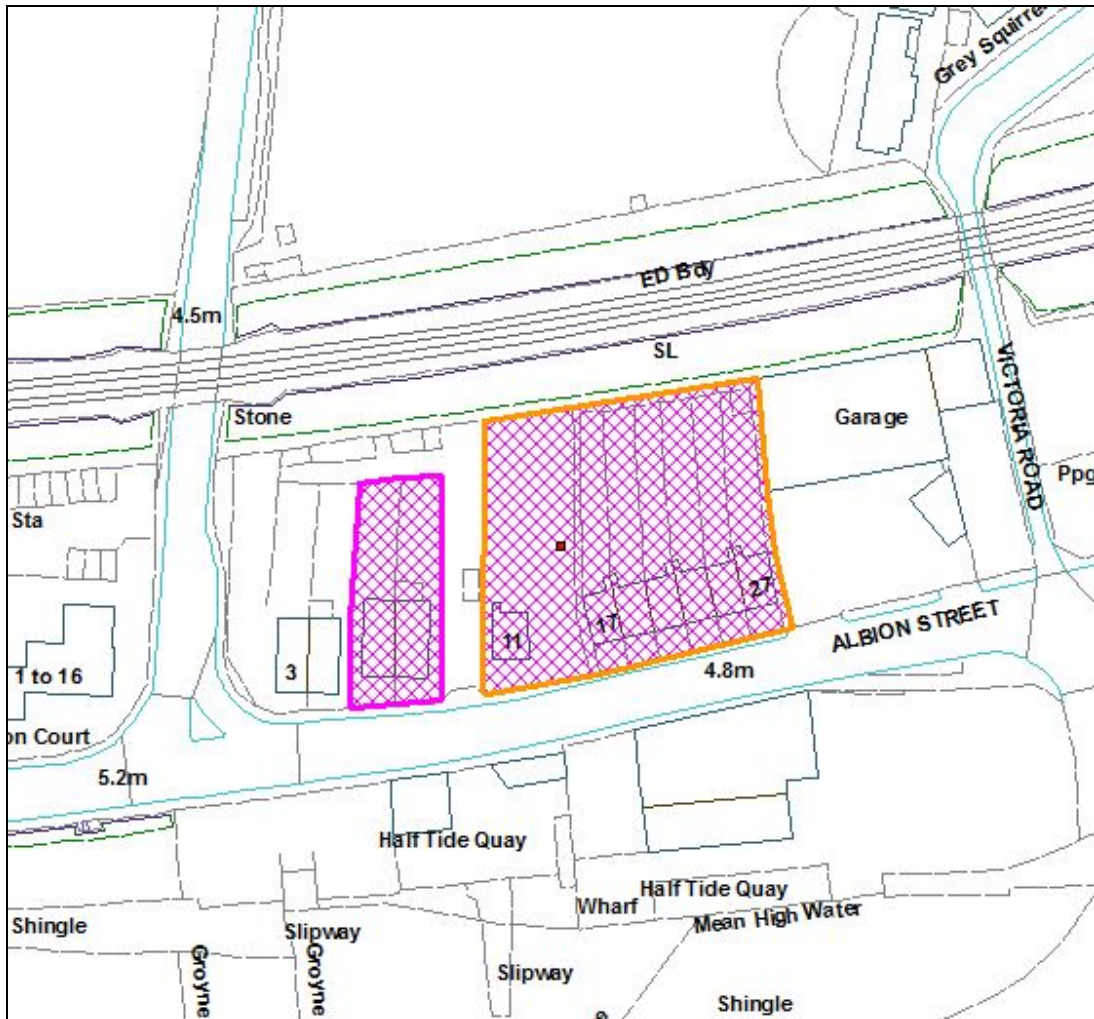 Grey Squirre
ED Bdy
4.5m
SL
VICTORIA ROAD
Stone
Garage
Ppg
Sta
27
17
11
ALBION STREET
3
4.8m
1 to 16
on Court
5.2m
Half Tide Quay
Half Tide Quay
Wharf
Mean High Water
Shingle
Slipway
Groyne
Groyne
Slipway
Shingle